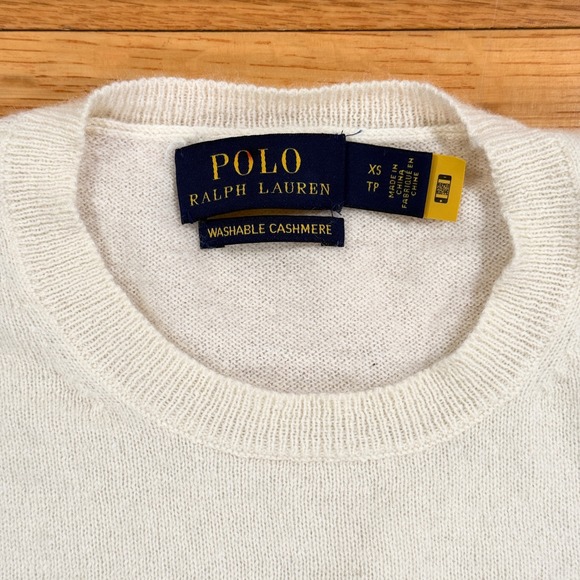 POLO
RALPH LAUREN
WASHABLE CASHMERE
XS
TP
MADE IN
CHINA
FABRIQUÉ EN
CHINE